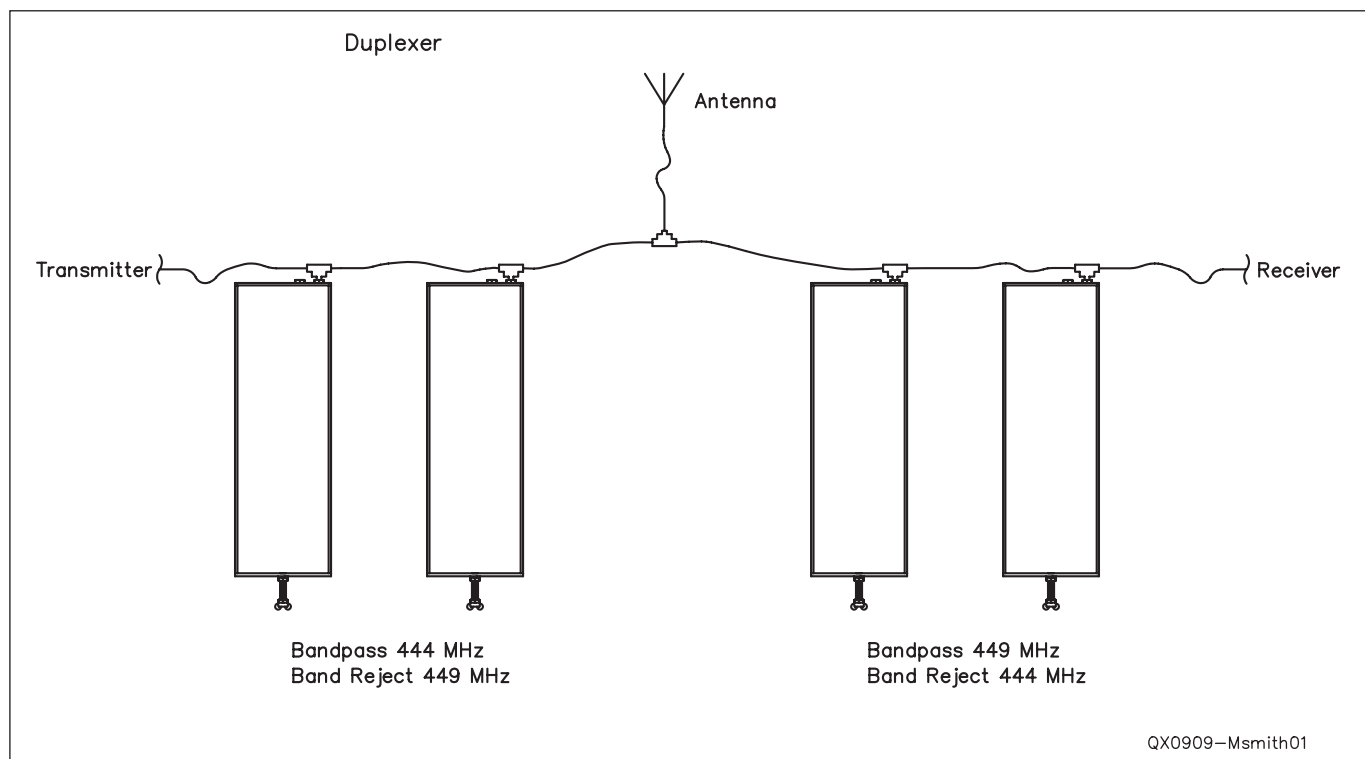 Duplexer
Antenna
Transmitter
Receiver
Bandpass 444 MHz
Band Reject 449 MHz
Bandpass 449 MHz
Band Reject 444 MHz
QX0909-Msmith01